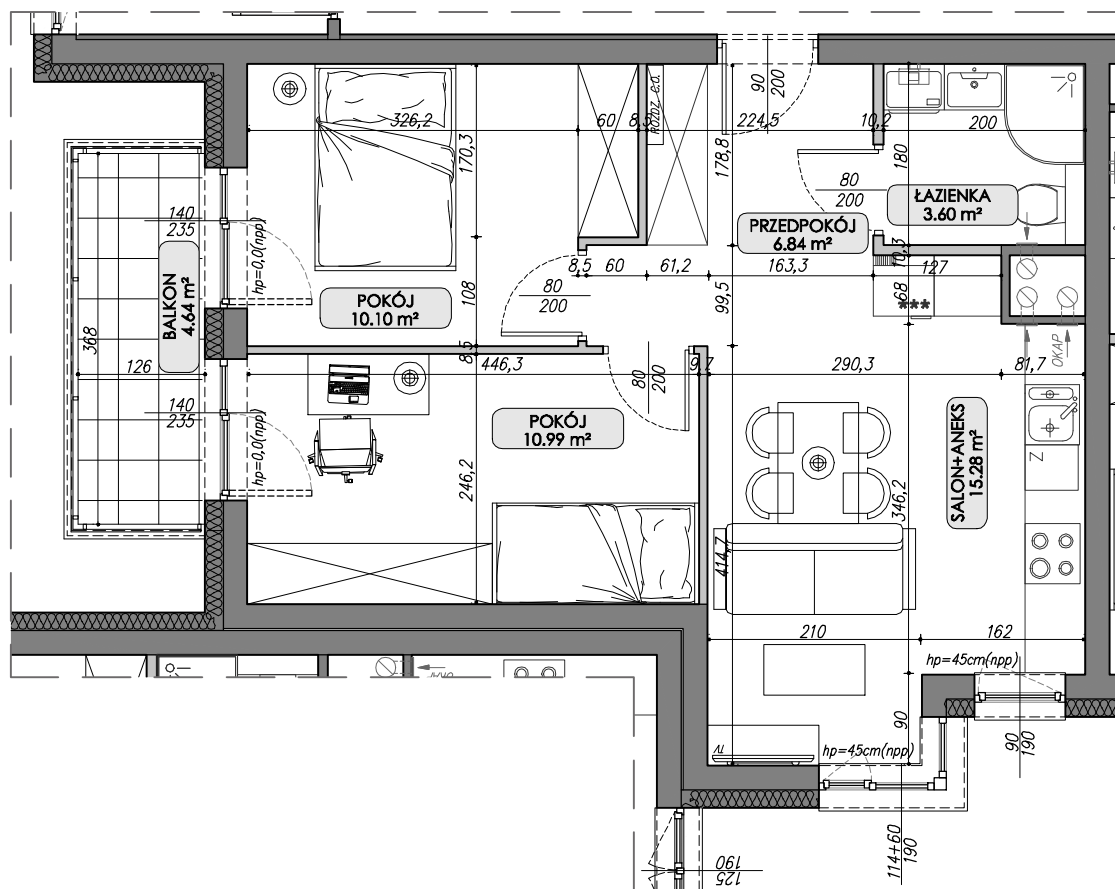 326,2
60
8,5
ROZDZ. e.d.
224,5
90
200
10,2
200
170,3
178,8
180
80
200
ŁAZIENKA
3.60 m²
PRZEDPOKÓJ
6.84 m²
140
235
hp=0,0(npp)
BALKON
4.64 m²
368
126
POKÓJ
10.10 m²
108
8,5
60
61,2
163,3
10,3
127
80
200
99,5
68
***
OKAP
8,5
446,3
9,7
290,3
81,7
80
200
140
235
hp=0,0(npp)
POKÓJ
10.99 m²
246,2
SALON+ANEKS
15.28 m²
Z
346,2
414,7
210
162
hp=45cm(npp)
90
TV
hp=45cm(npp)
90
190
114+60
190
190
125